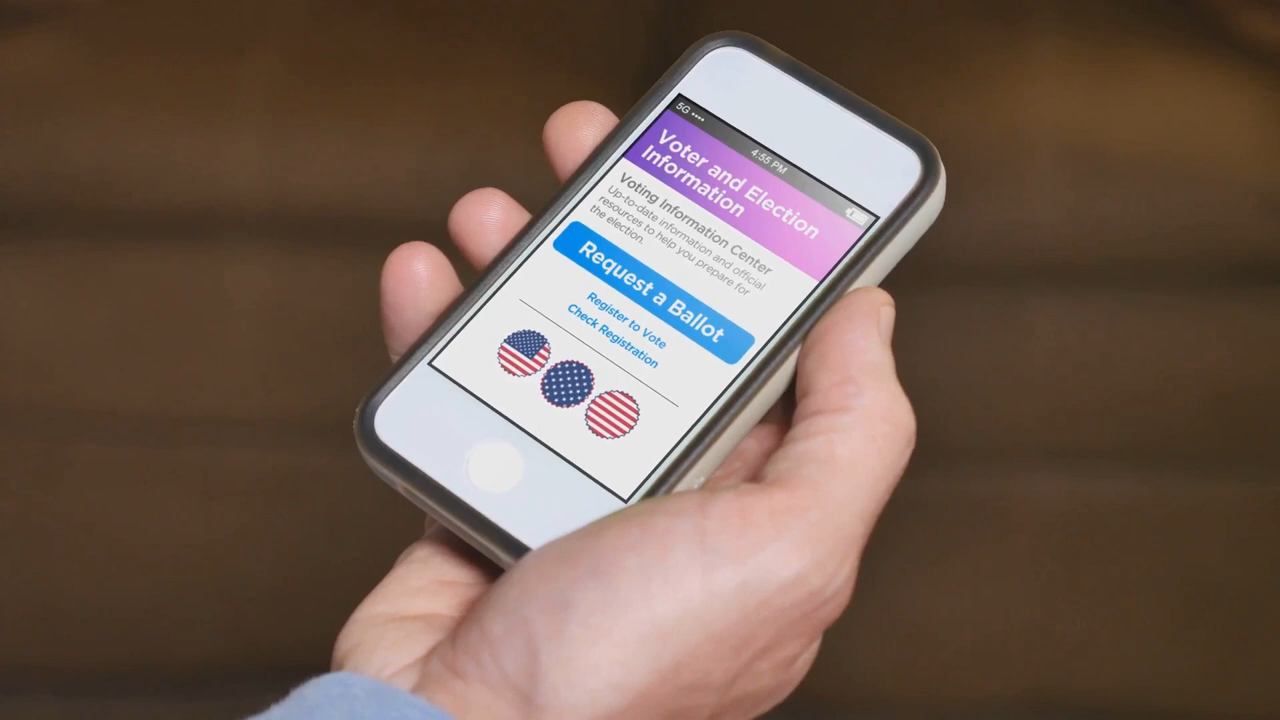 5G
4:55 PM
Voter and Election
Information
Voting Information Center
Up-to-date information and official
resources to help you prepare for
the election.
Request a Ballot
Register to Vote
Check Registration